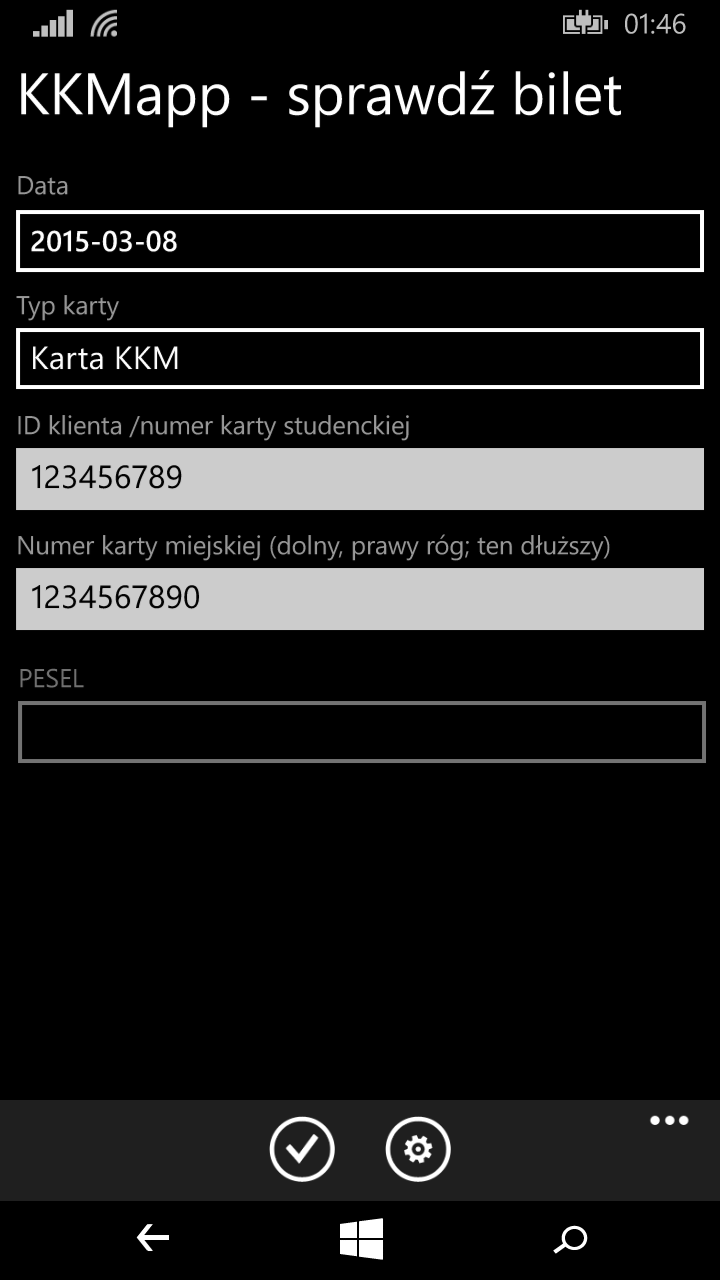 01:46
KKMapp - sprawdź bilet
Data
2015-03-08
Typ karty
Karta KKM
ID klienta /numer karty studenckiej
123456789
Numer karty miejskiej (dolny, prawy róg; ten dłuższy)
1234567890
PESEL